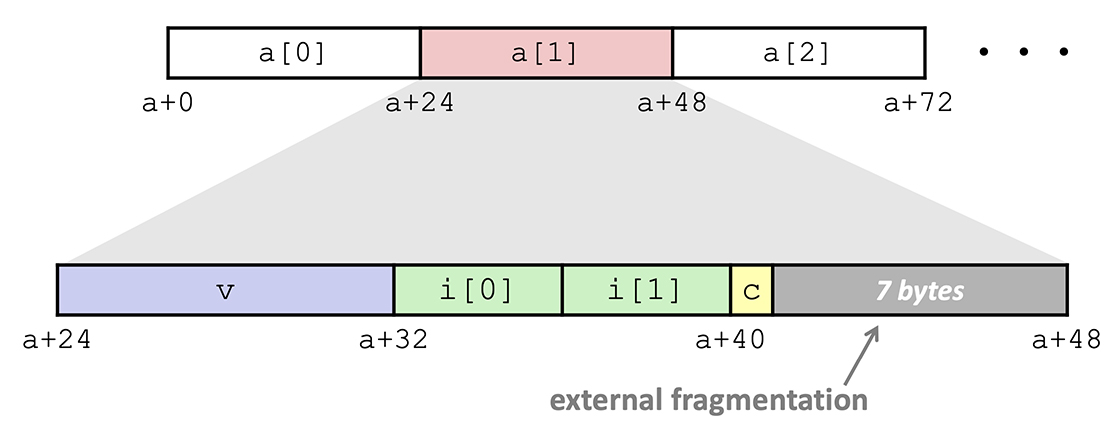 a[0] a[1] a[2] • • •
a+0 a+24 a+48 a+72
v i[0] i[1] c 7 bytes
a+24 a+32 a+40 a+48
external fragmentation